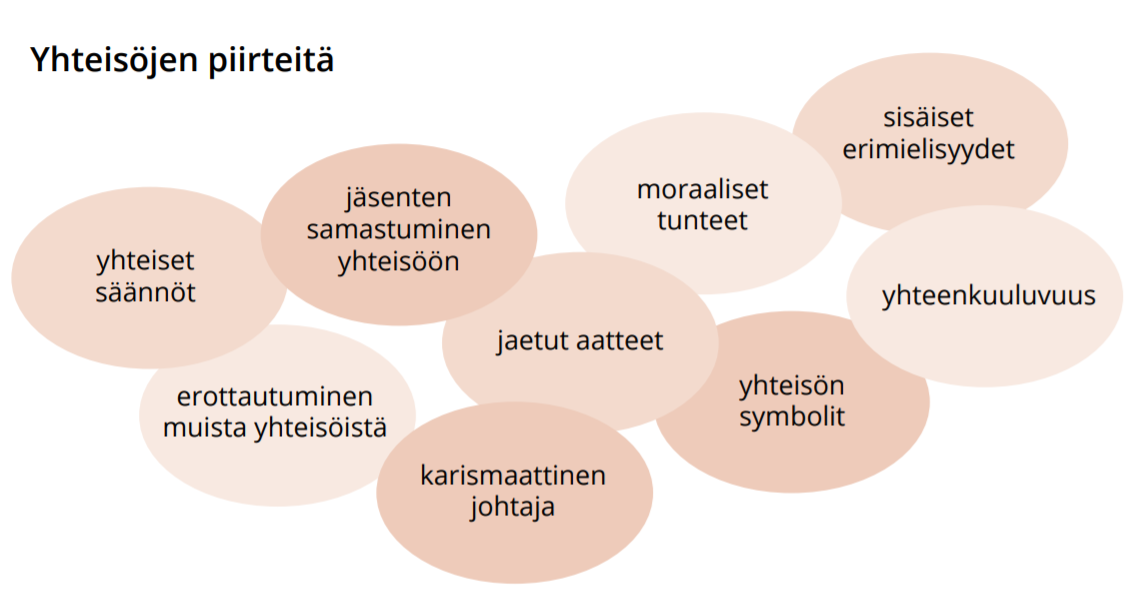 Yhteisöjen piirteitä
sisäiset
erimielisyydet
jäsenten
samastuminen
yhteisöön
moraaliset
tunteet
yhteiset
säännöt
yhteenkuuluvuus
jaetut aatteet
erottautuminen
muista yhteisöistä
yhteisön
symbolit
karismaattinen
johtaja